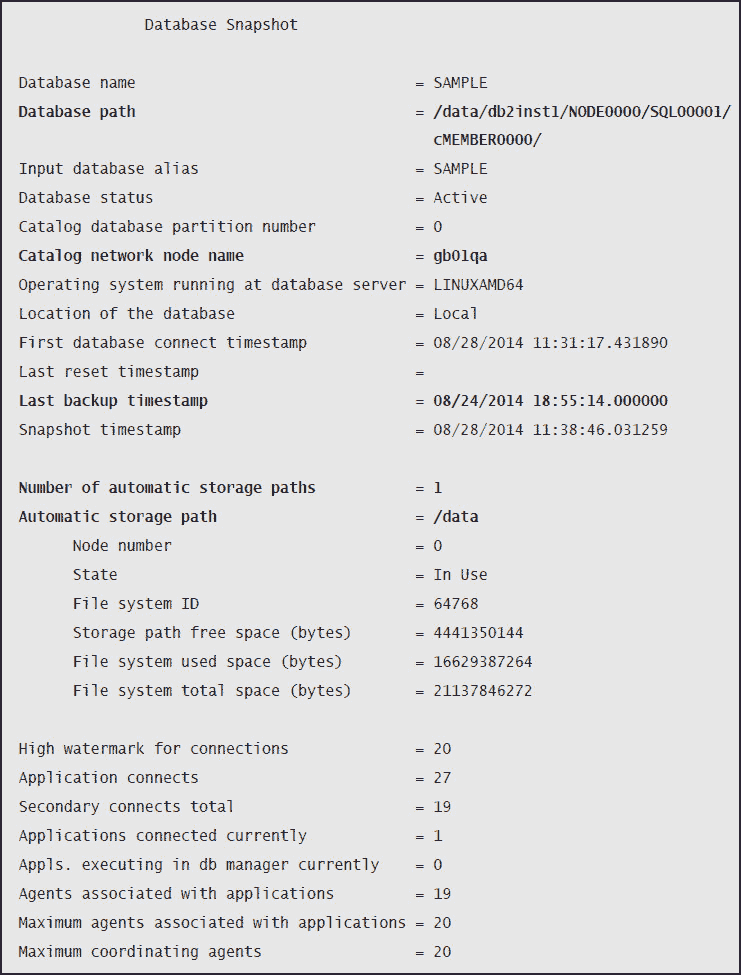 Database Snapshot
Database name = SAMPLE
Database path = /data/db2inst1/NODE0000/SQL00001/
cMEMBER0000/
Input database alias = SAMPLE
Database status = Active
Catalog database partition number = 0
Catalog network node name = gb01qa
Operating system running at database server = LINUXAMD64
Location of the database = Local
First database connect timestamp = 08/28/2014 11:31:17.431890
Last reset timestamp =
Last backup timestamp = 08/24/2014 18:55:14.000000
Snapshot timestamp = 08/28/2014 11:38:46.031259
Number of automatic storage paths = 1
Automatic storage path = /data
Node number = 0
State = In Use
File system ID = 64768
Storage path free space (bytes) = 4441350144
File system used space (bytes) = 16629387264
File system total space (bytes) = 21137846272
High watermark for connections = 20
Application connects = 27
Secondary connects total = 19
Applications connected currently = 1
Appls. executing in db manager currently = 0
Agents associated with applications = 19
Maximum agents associated with applications = 20
Maximum coordinating agents = 20